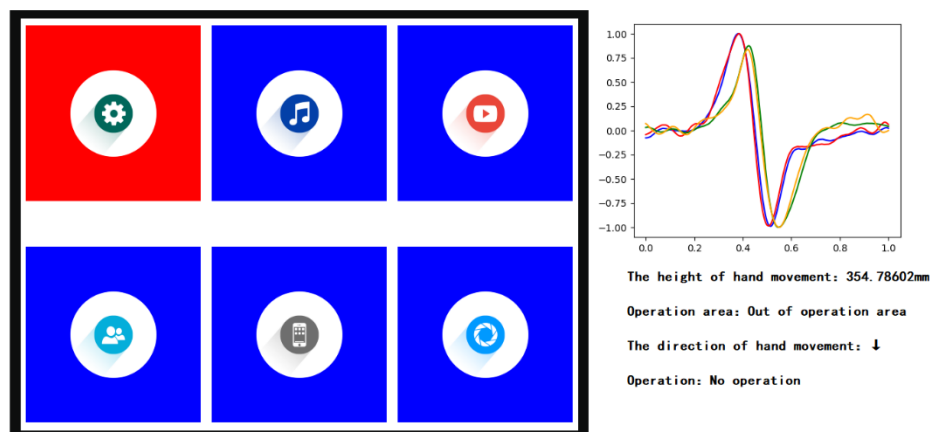 1.00
0.75
0.50
0.25
0.00
−0.25
−0.50
−0.75
−1.00
0.0 0.2 0.4 0.6 0.8 1.0
The height of hand movement: 354.78602mm
Operation area: Out of operation area
The direction of hand movement: ↓
Operation: No operation